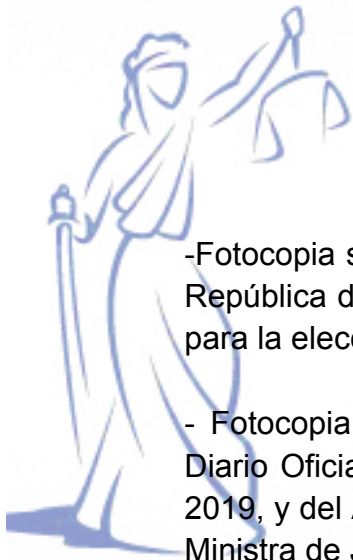 -Fotocopia s
República d
para la elecc
- Fotocopia
Diario Oficia
2019, y del
Ministra de